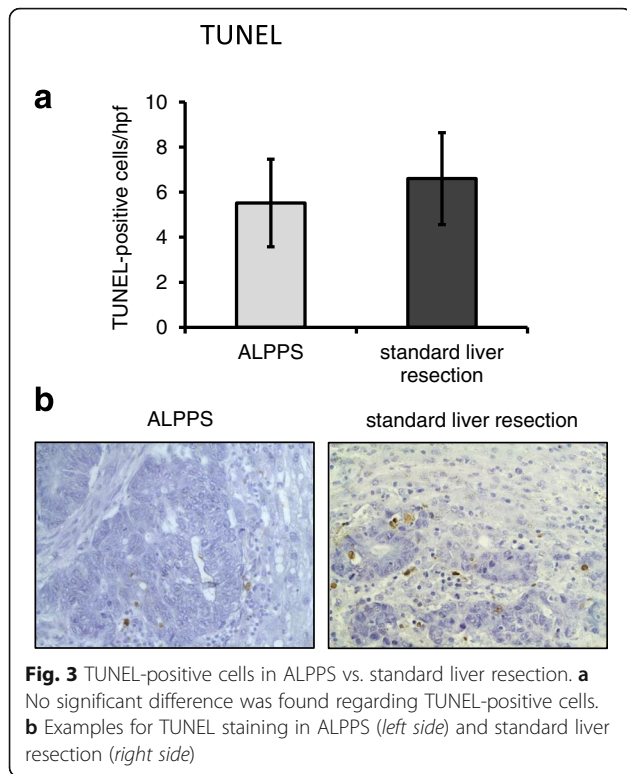 TUNEL
a
TUNEL-positive cells/hpf
10
8
6
4
2
0
ALPPS
standard liver
resection
b
ALPPS
standard liver resection
Fig. 3 TUNEL-positive cells in ALPPS vs. standard liver resection. a
No significant difference was found regarding TUNEL-positive cells.
b Examples for TUNEL staining in ALPPS (left side) and standard liver
resection (right side)